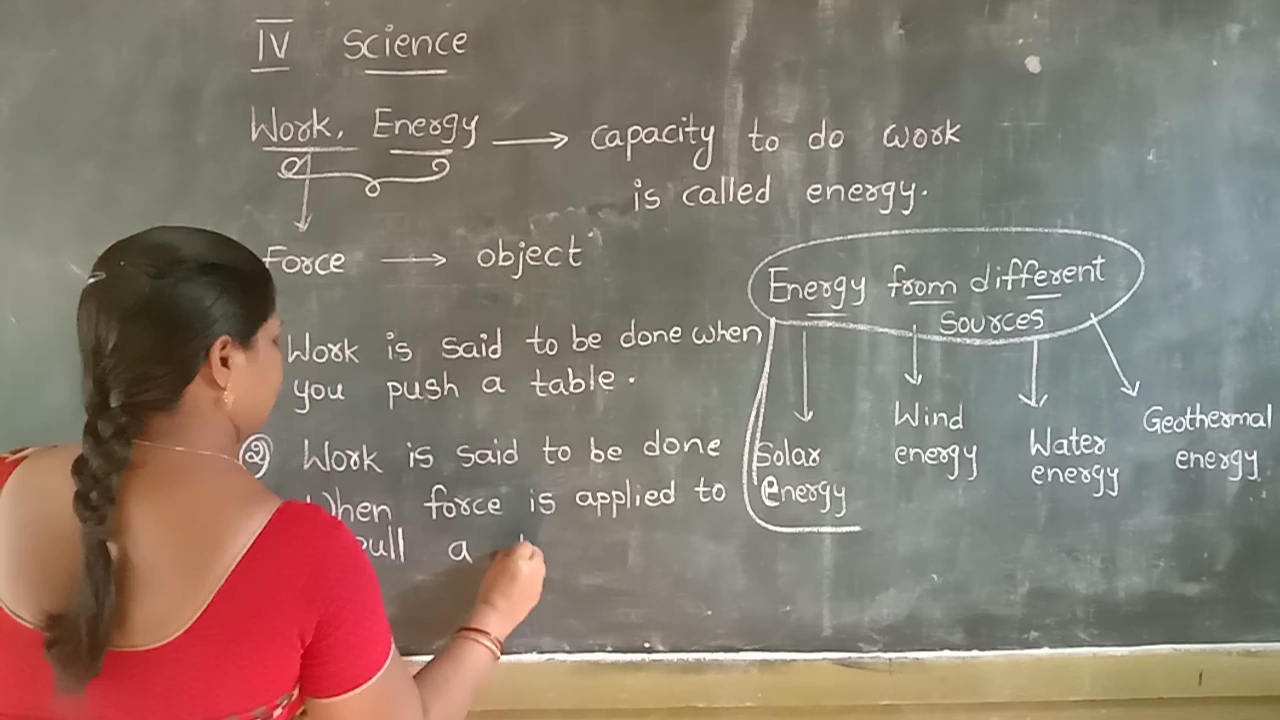 IV Science
Work, Energy → capacity to do work
is called energy.
Force → object
Work is said to be done when
you push a table.
② Work is said to be done
When force is applied to
pull a
Energy from different
sources
Solar
energy
Wind
energy
Water
energy
Geothermal
energy